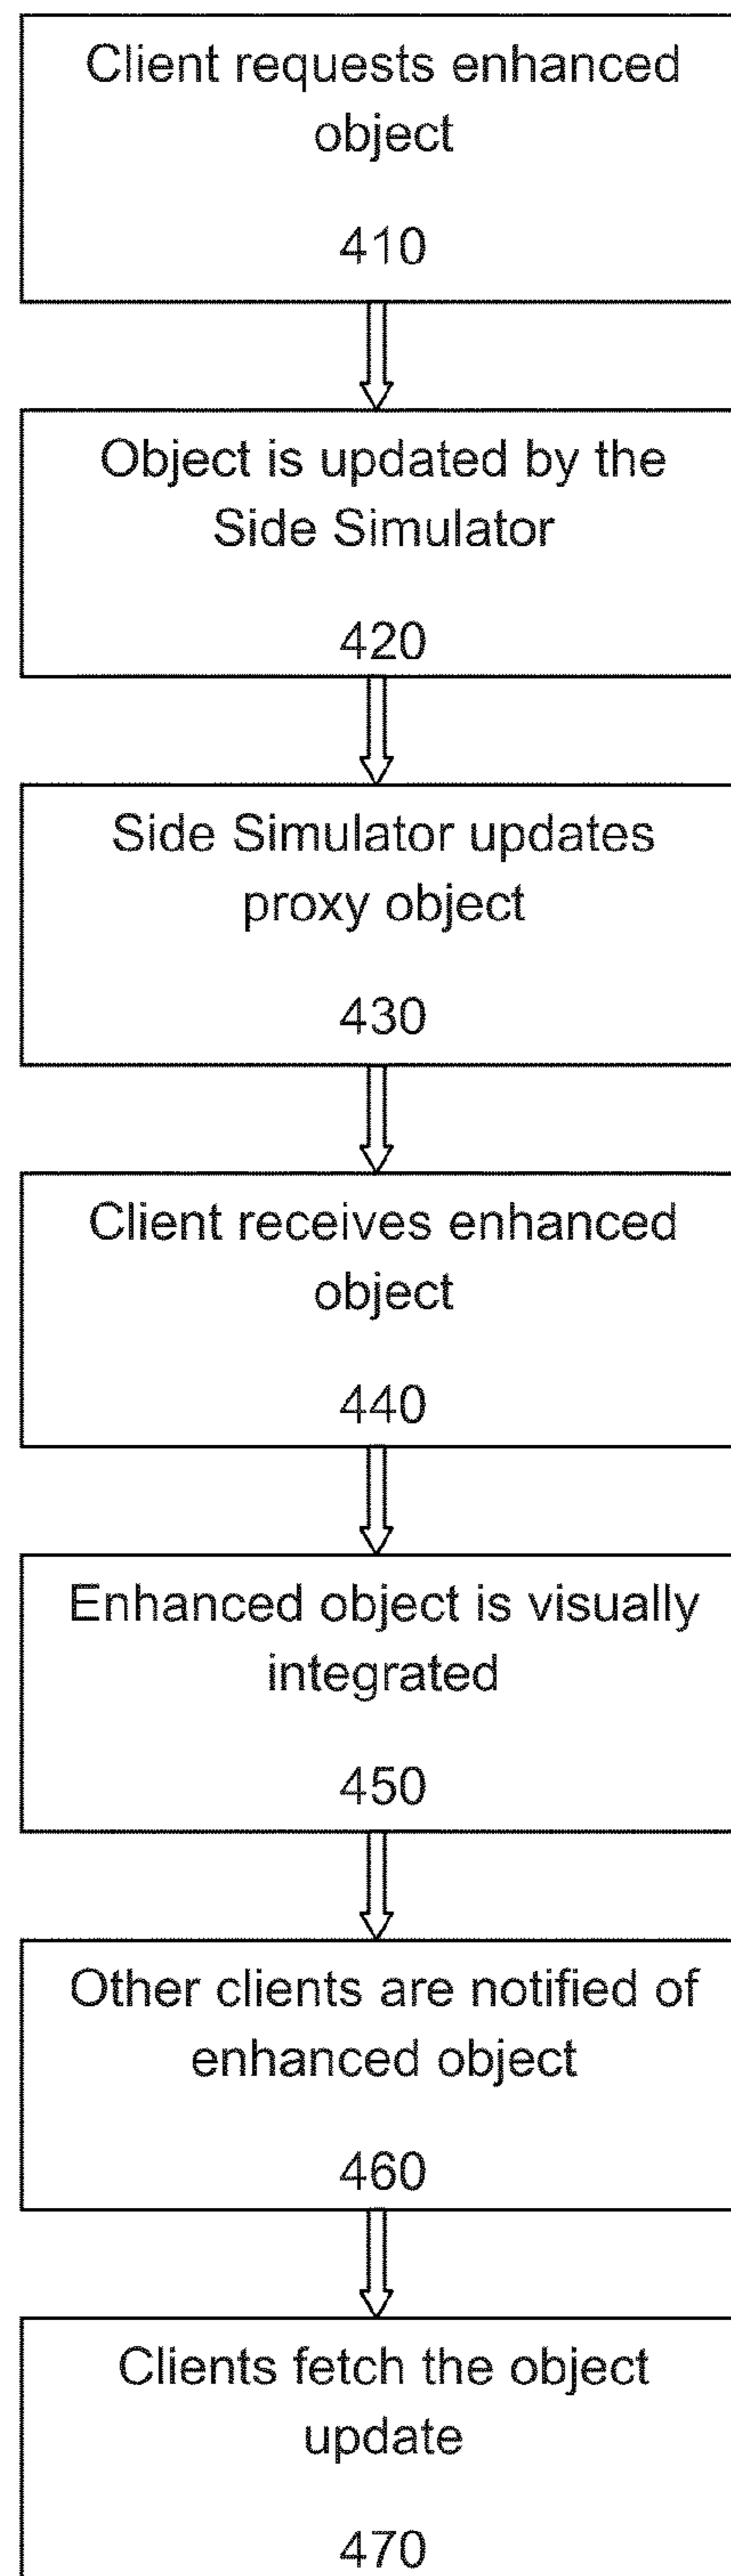 Client requests enhanced
object
410
Object is updated by the
Side Simulator
420
Side Simulator updates
proxy object
430
Client receives enhanced
object
440
Enhanced object is visually
integrated
450
Other clients are notified of
enhanced object
460
Clients fetch the object
update
470